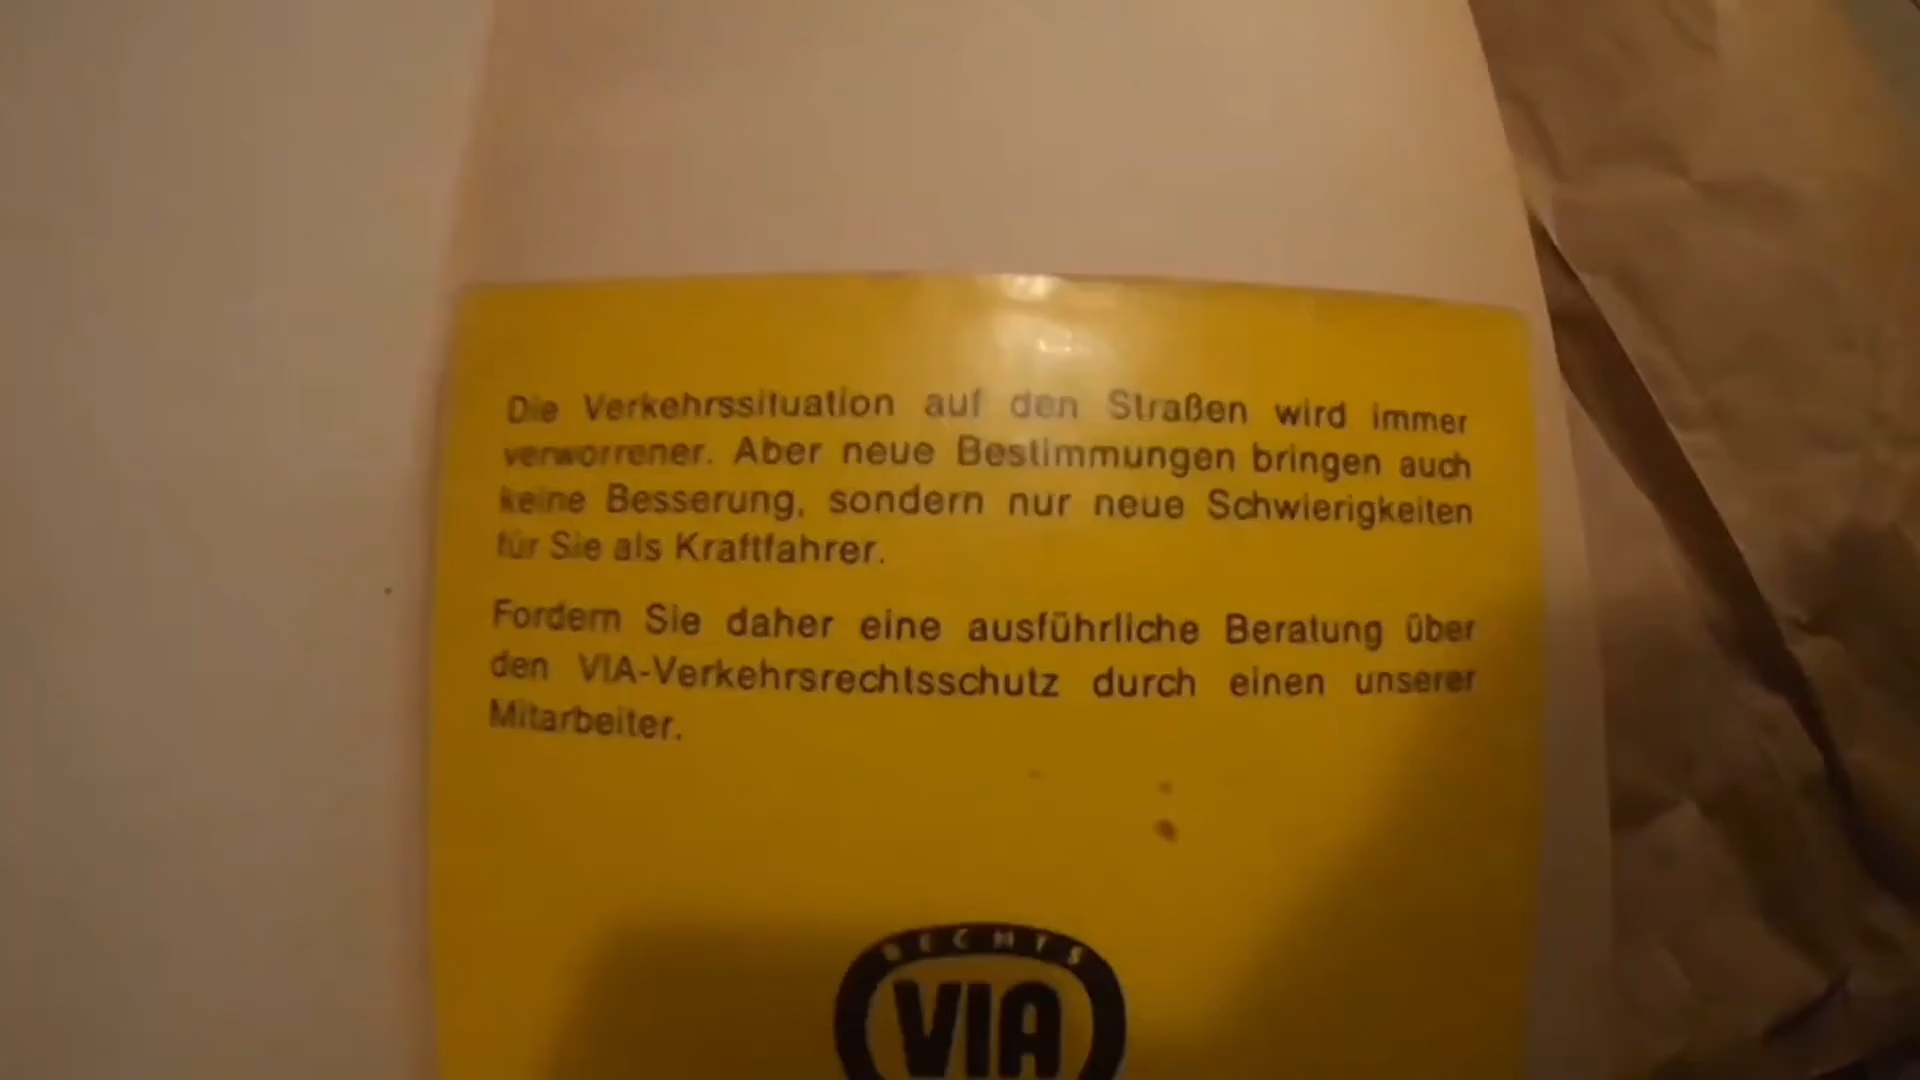 Die Verkehrssituation auf den Straßen wird immer
verworrener. Aber neue Bestimmungen bringen auch
keine Besserung, sondern nur neue Schwierigkeiten
für Sie als Kraftfahrer.
Fordern Sie daher eine ausführliche Beratung über
den VIA-Verkehrsrechtsschutz durch einen unserer
Mitarbeiter.
RECHTS
VIA